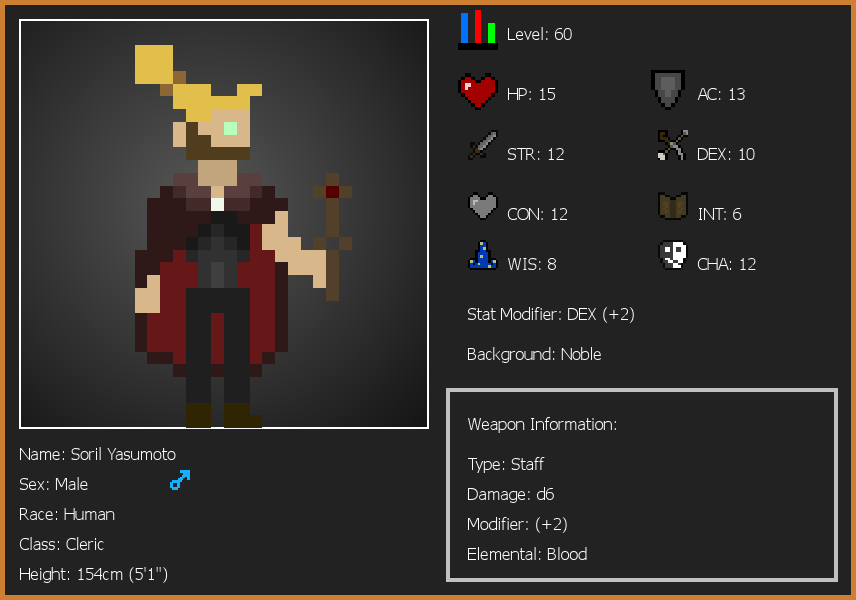 Level: 60
HP: 15
AC: 13
STR: 12
DEX: 10
CON: 12
INT: 6
WIS: 8
CHA: 12
Stat Modifier: DEX (+2)
Background: Noble
Weapon Information:
Type: Staff
Damage: d6
Modifier: (+2)
Elemental: Blood
Name: Soril Yasumoto
Sex: Male
Race: Human
Class: Cleric
Height: 154cm (5'1")